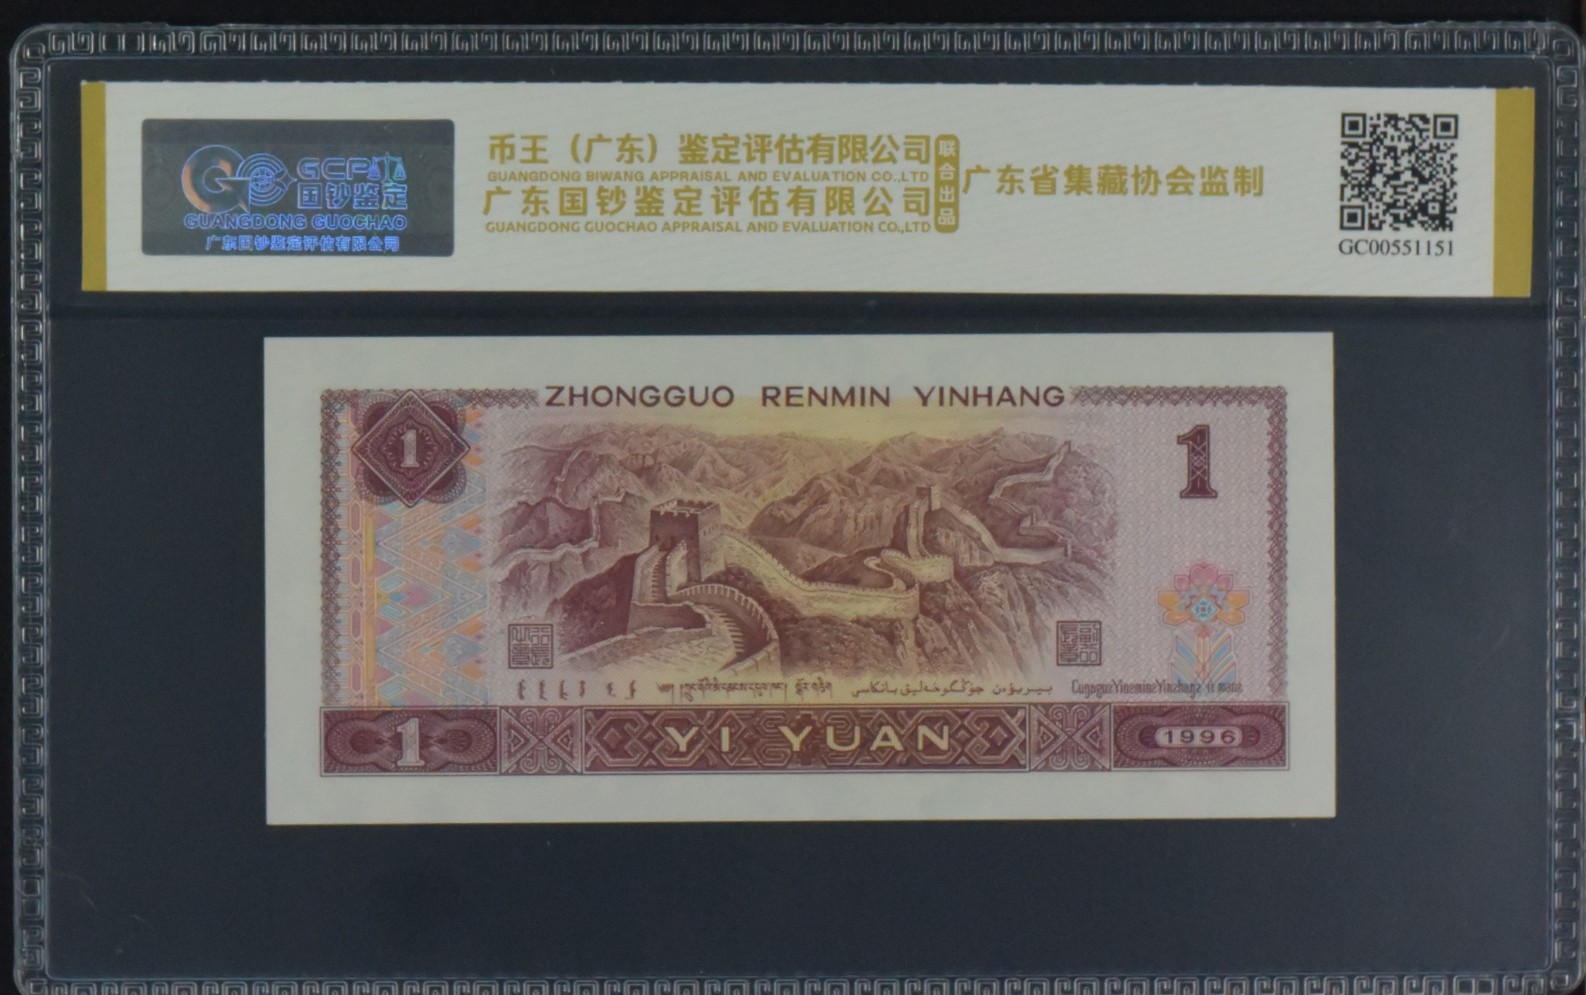 GCP
国钞鉴定
GUANGDONG GUOCHAO
广东国钞鉴定评估有限公司
币王（广东）鉴定评估有限公司
GUANGDONG BIWANG APPRAISAL AND EVALUATION CO.,LTD
广东国钞鉴定评估有限公司
GUANGDONG GUOCHAO APPRAISAL AND EVALUATION CO.,LTD
联合出品
广东省集藏协会监制
GC00551151
ZHONGGUO RENMIN YINHANG
1
1
1
YI YUAN
1996